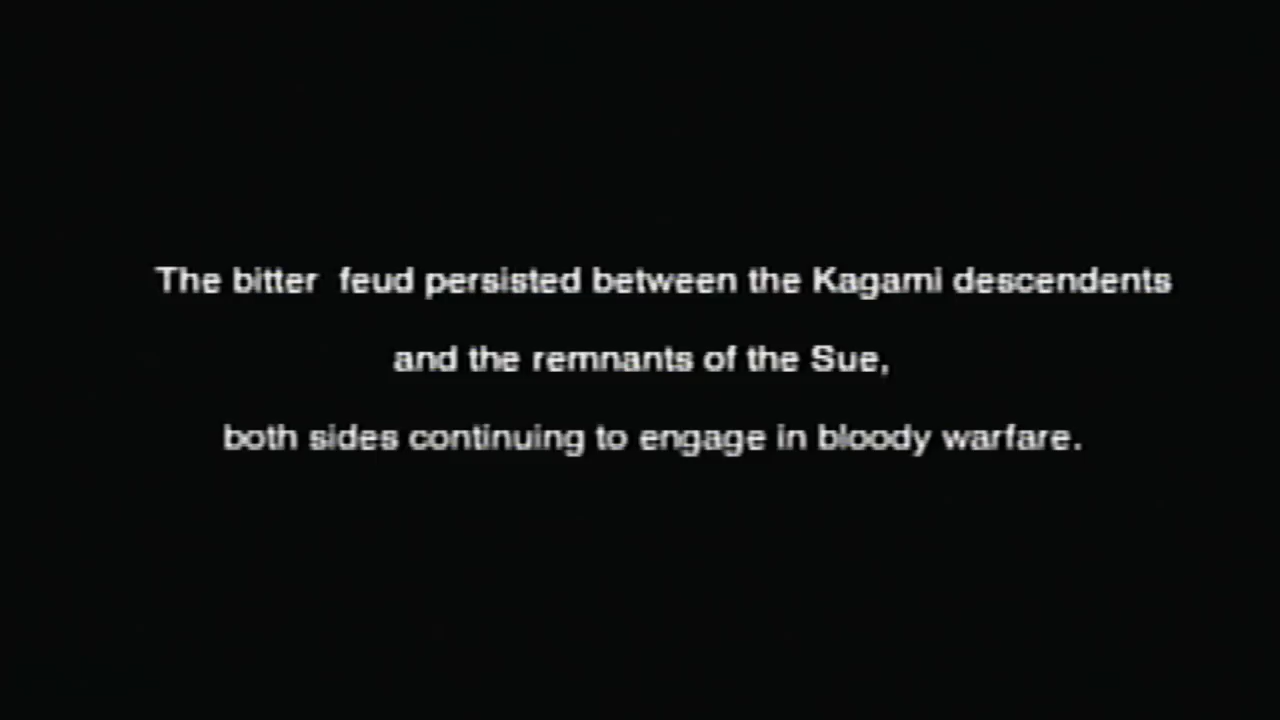 The bitter  feud persisted between the Kagami descendents
and the remnants of the Sue,
both sides continuing to engage in bloody warfare.